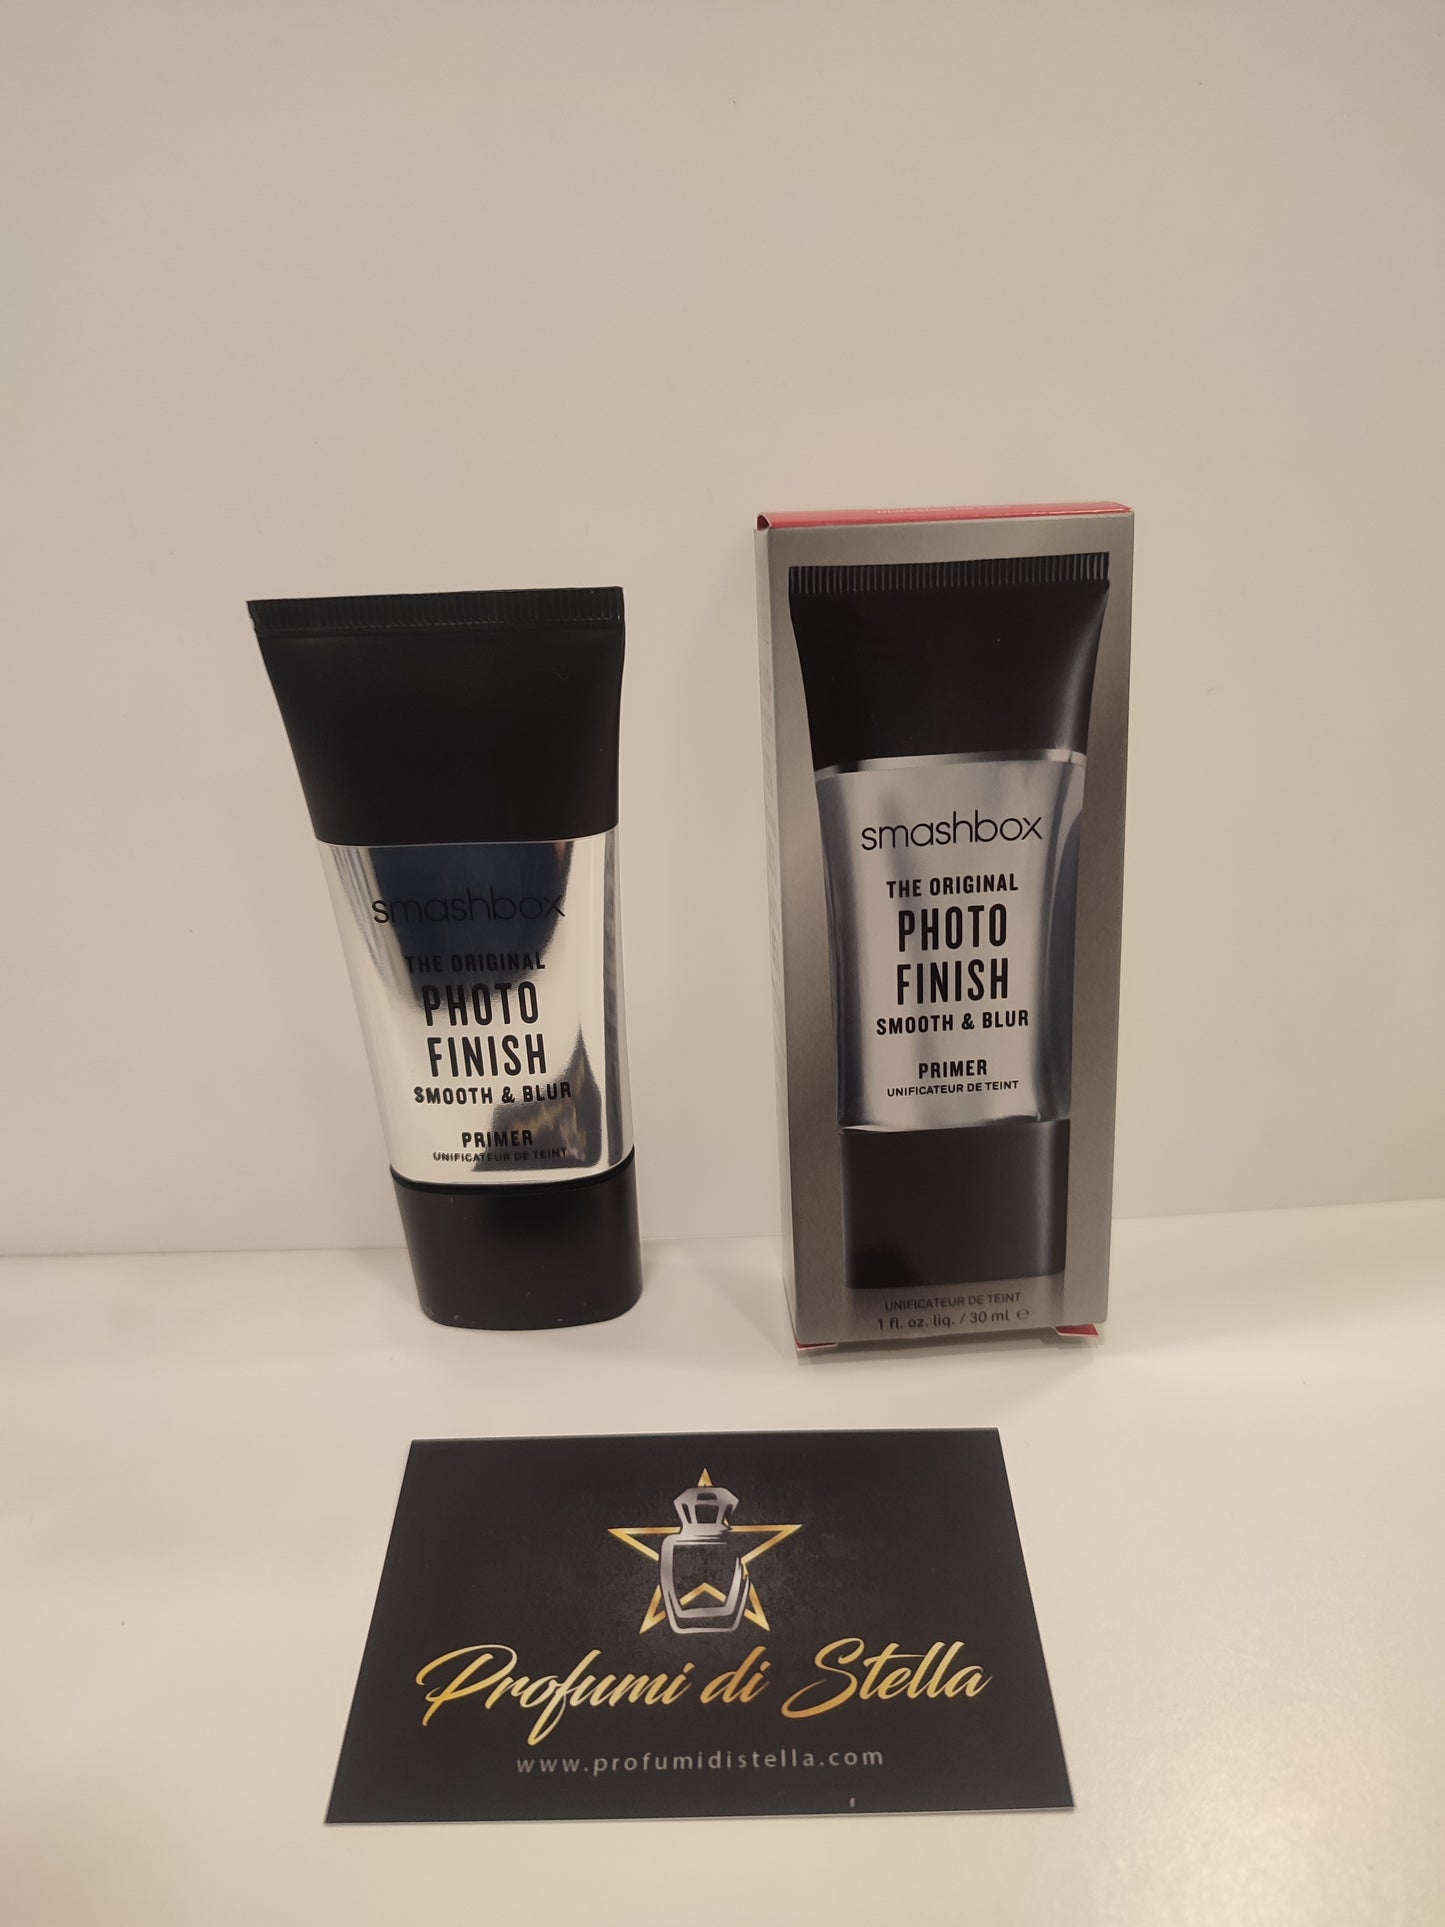 smashbox
THE ORIGINAL
PHOTO
FINISH
SMOOTH & BLUR
PRIMER
UNIFICATEUR DE TEINT
smashbox
THE ORIGINAL
PHOTO
FINISH
SMOOTH & BLUR
PRIMER
UNIFICATEUR DE TEINT
UNIFICATEUR DE TEINT
1 fl. oz. liq. / 30 ml ℮
Profumi di Stella
www.profumidistella.com